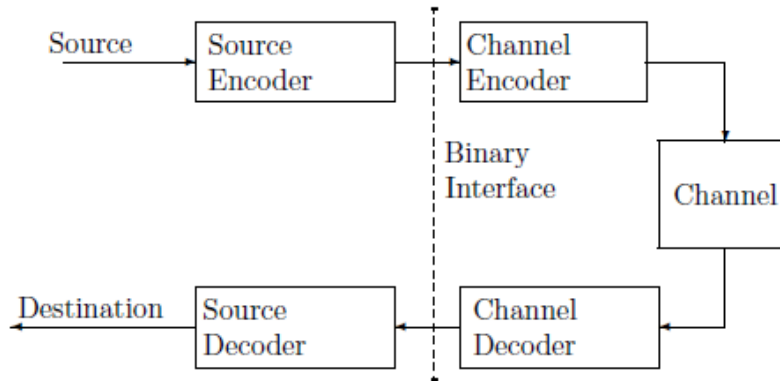 Source
Source
Encoder
Channel
Encoder
Binary
Interface
Channel
Destination
Source
Decoder
Channel
Decoder